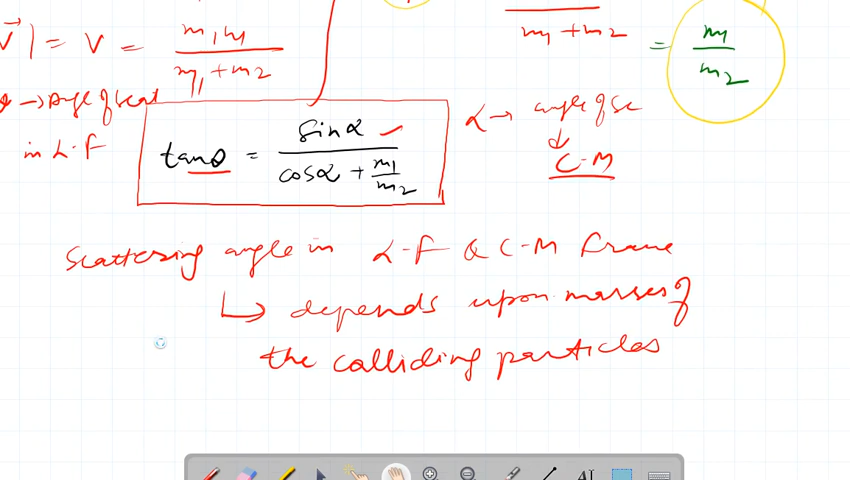 |V⃗| = V = m₁u₁ / m₁ + m₂
m₁ + m₂ = m₁ / m₂
θ → Angle of scat
in L-F
tanθ = sinα / cosα + m₁/m₂
α → angle of sc
C-M
Scattering angle in L-F & C-M frame
↳ depends upon masses of
the colliding particles
AI